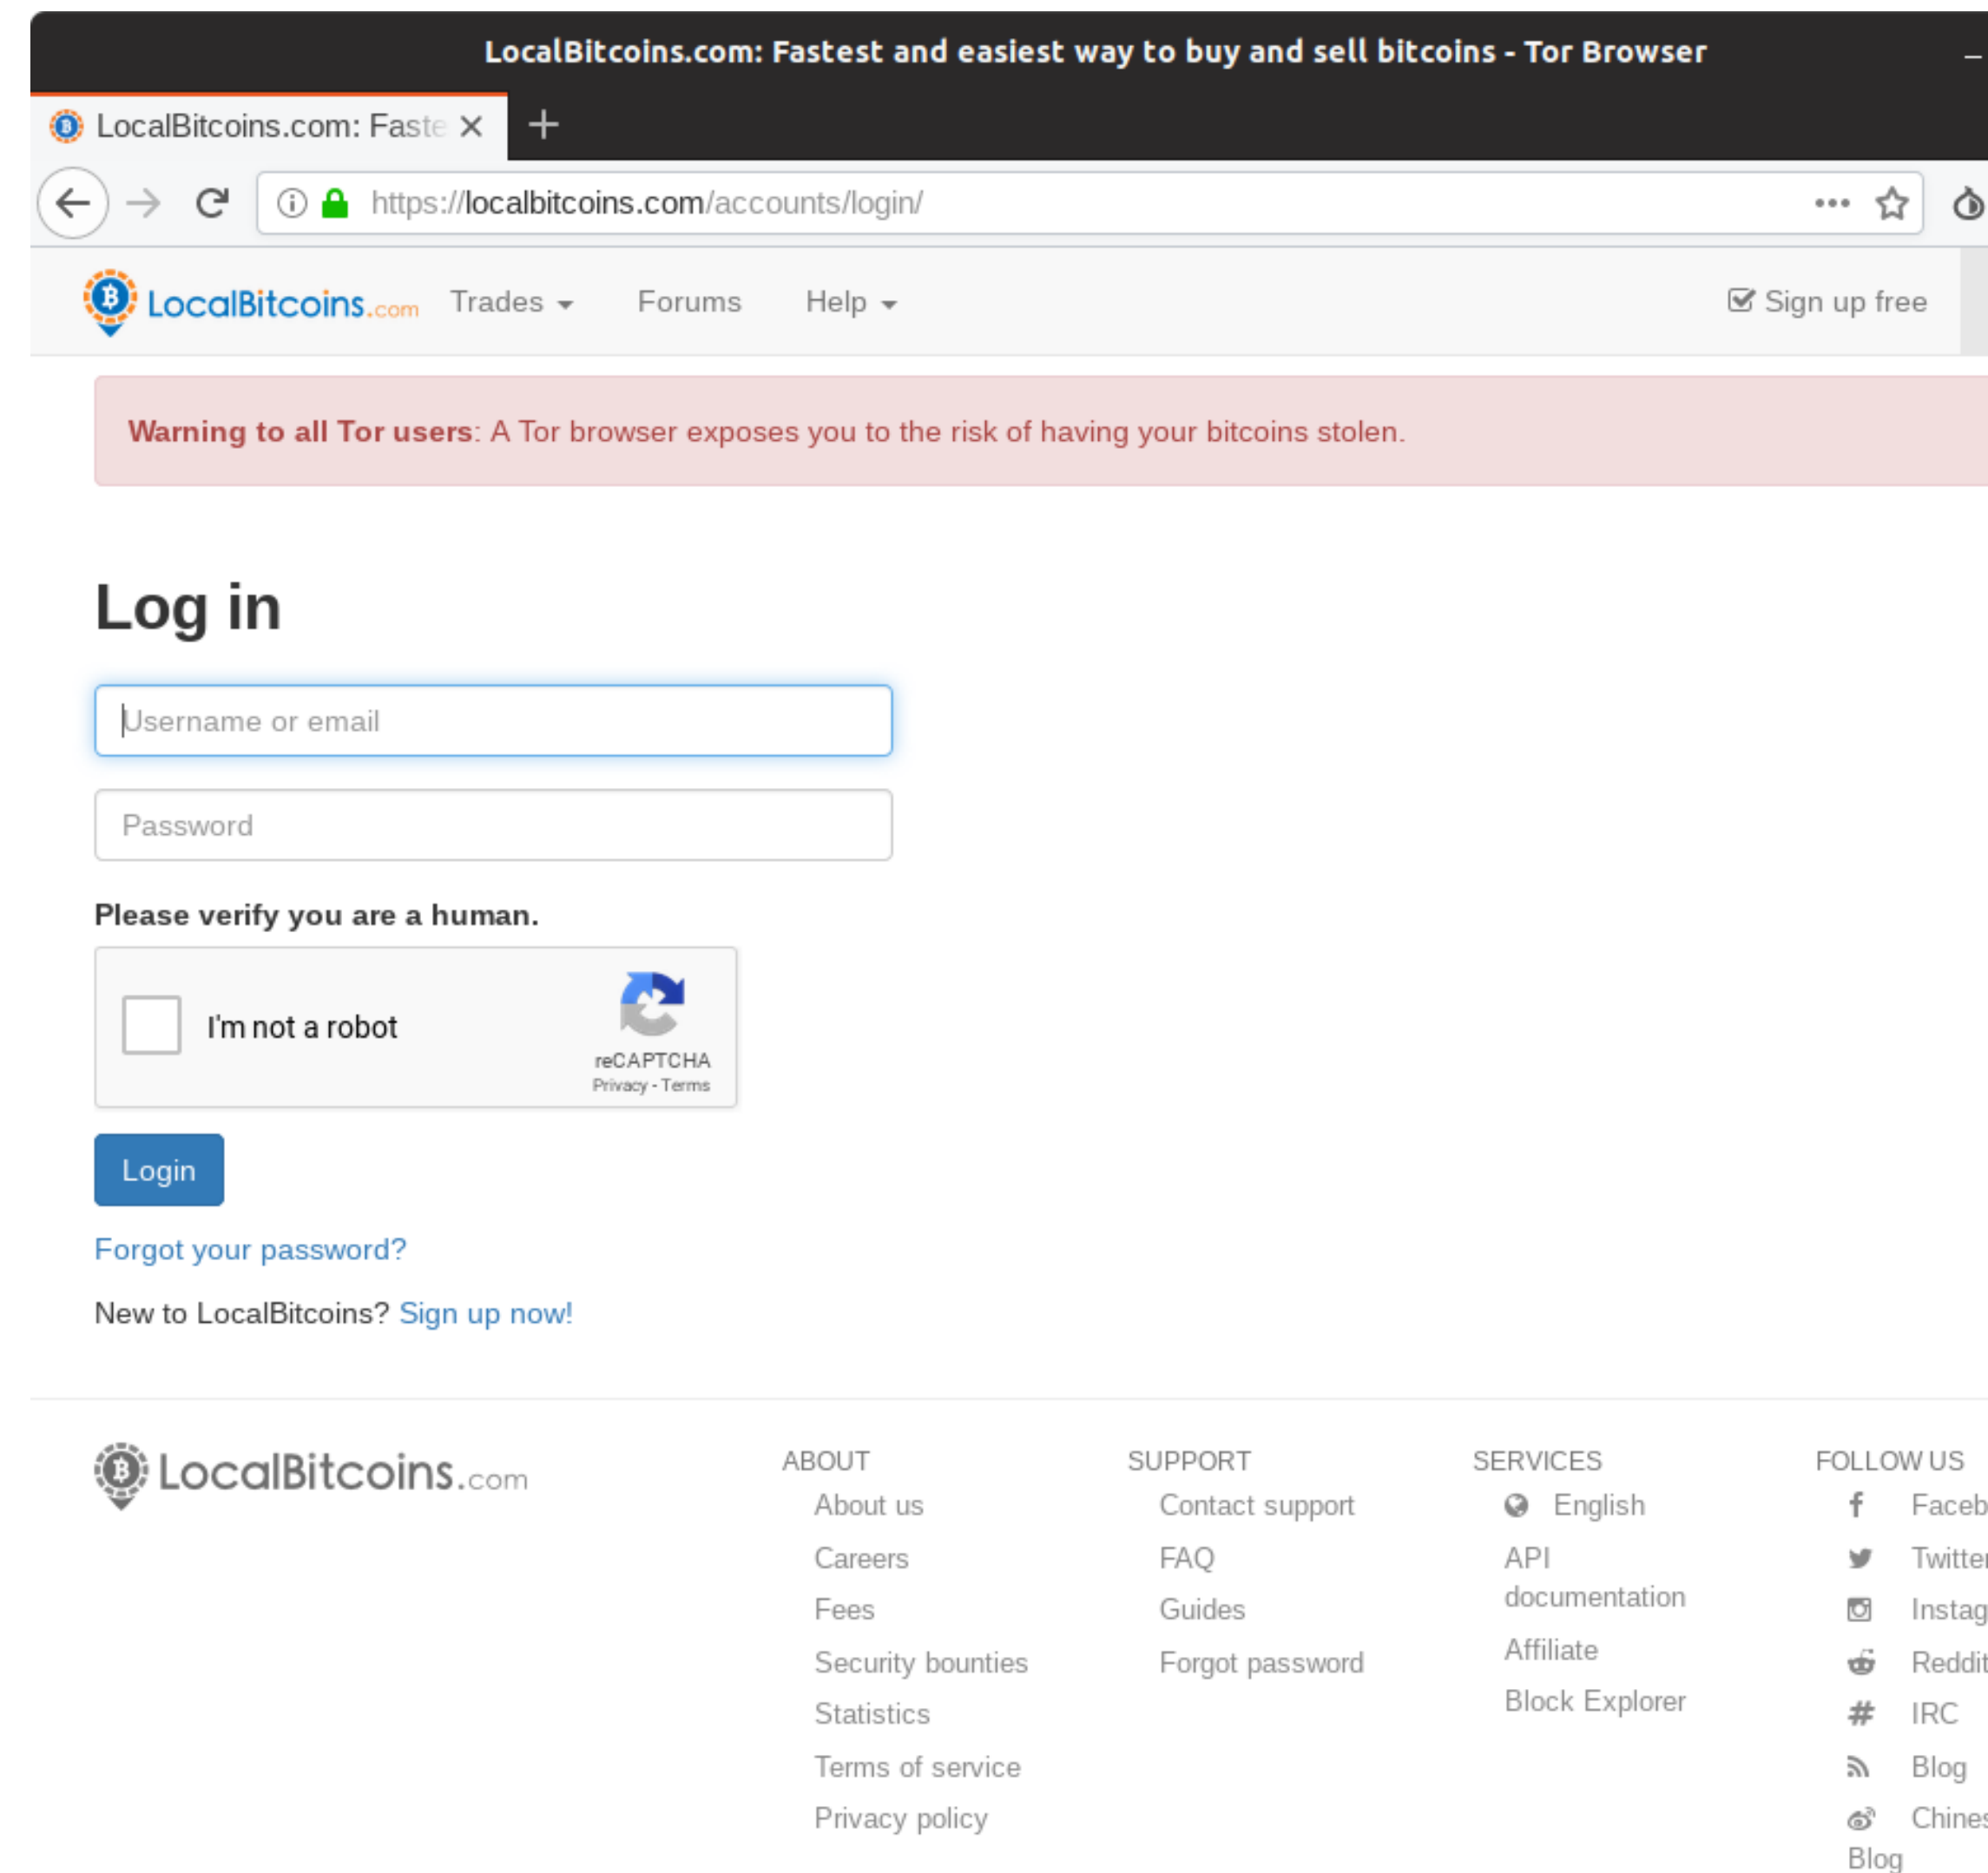 LocalBitcoins.com: Fastest and easiest way to buy and sell bitcoins - Tor Browser
LocalBitcoins.com: Faste
https://localbitcoins.com/accounts/login/
LocalBitcoins.com Trades Forums Help Sign up free
Warning to all Tor users: A Tor browser exposes you to the risk of having your bitcoins stolen.
Log in
Username or email
Password
Please verify you are a human.
I'm not a robot
reCAPTCHA
Privacy - Terms
Login
Forgot your password?
New to LocalBitcoins? Sign up now!
LocalBitcoins.com
ABOUT
About us
Careers
Fees
Security bounties
Statistics
Terms of service
Privacy policy
SUPPORT
Contact support
FAQ
Guides
Forgot password
SERVICES
English
API
documentation
Affiliate
Block Explorer
FOLLOW US
Faceb
Twitter
Instag
Reddit
IRC
Blog
Chines
Blog